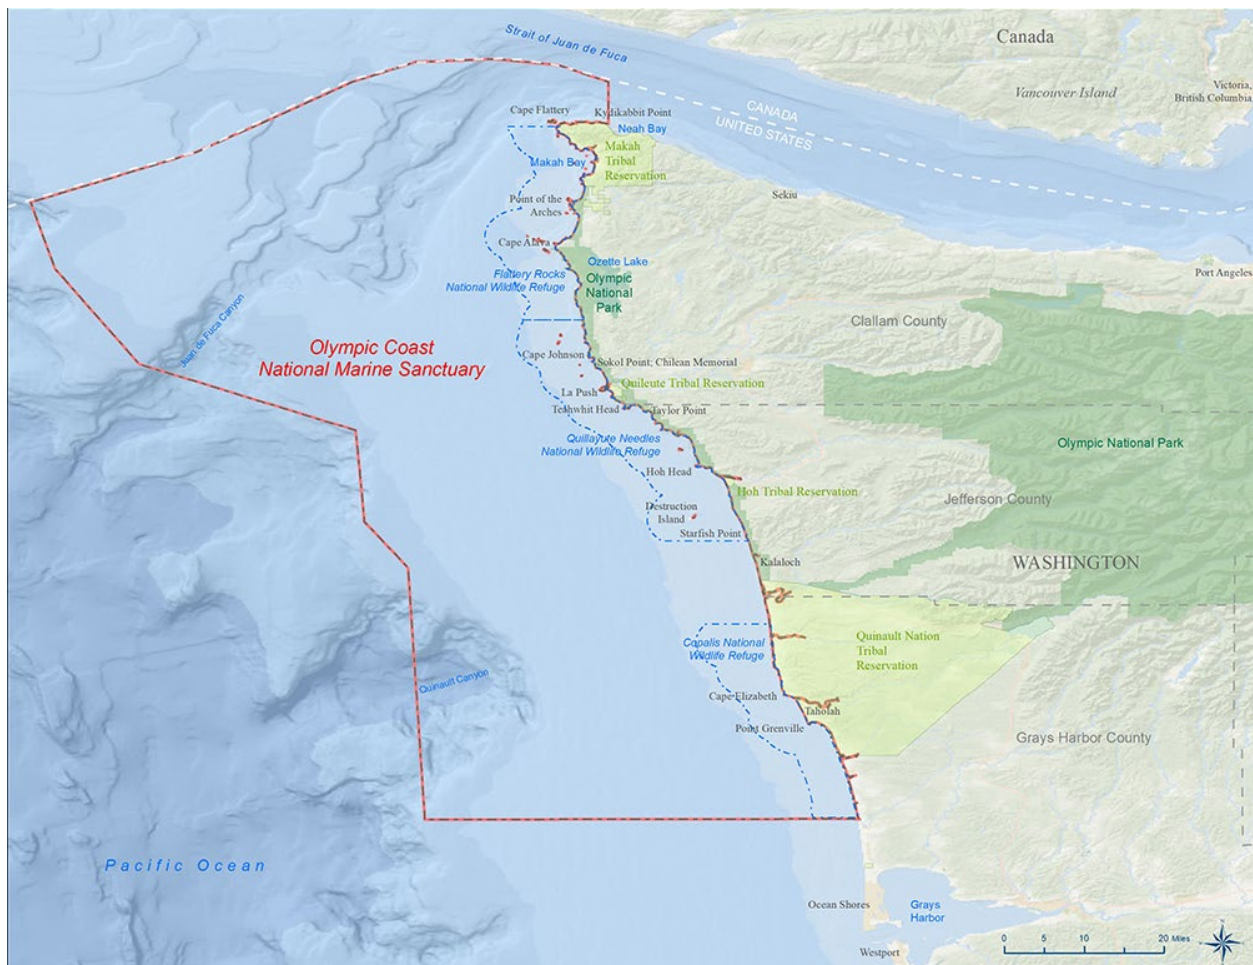 Strait of Juan de Fuca
Canada
Vancouver Island
Victoria,
British Columbia
CANADA
UNITED STATES
Cape Flattery
Kydikabbit Point
Neah Bay
Makah Bay
Makah
Tribal
Reservation
Sekiu
Point of the
Arches
Cape Alava
Ozette Lake
Port Angeles
Flattery Rocks
National Wildlife Refuge
Olympic
National
Park
Juan de Fuca Canyon
Clallam County
Olympic Coast
National Marine Sanctuary
Cape Johnson
Sokol Point; Chilean Memorial
La Push
Quileute Tribal Reservation
Teahwhit Head
Taylor Point
Quillayute Needles
National Wildlife Refuge
Olympic National Park
Hoh Head
Hoh Tribal Reservation
Jefferson County
Destruction
Island
Starfish Point
Kalaloch
WASHINGTON
Copalis National
Wildlife Refuge
Quinault Nation
Tribal
Reservation
Quinault Canyon
Cape Elizabeth
Taholah
Point Grenville
Grays Harbor County
Pacific Ocean
Ocean Shores
Grays
Harbor
Westport
0 5 10 20 Miles